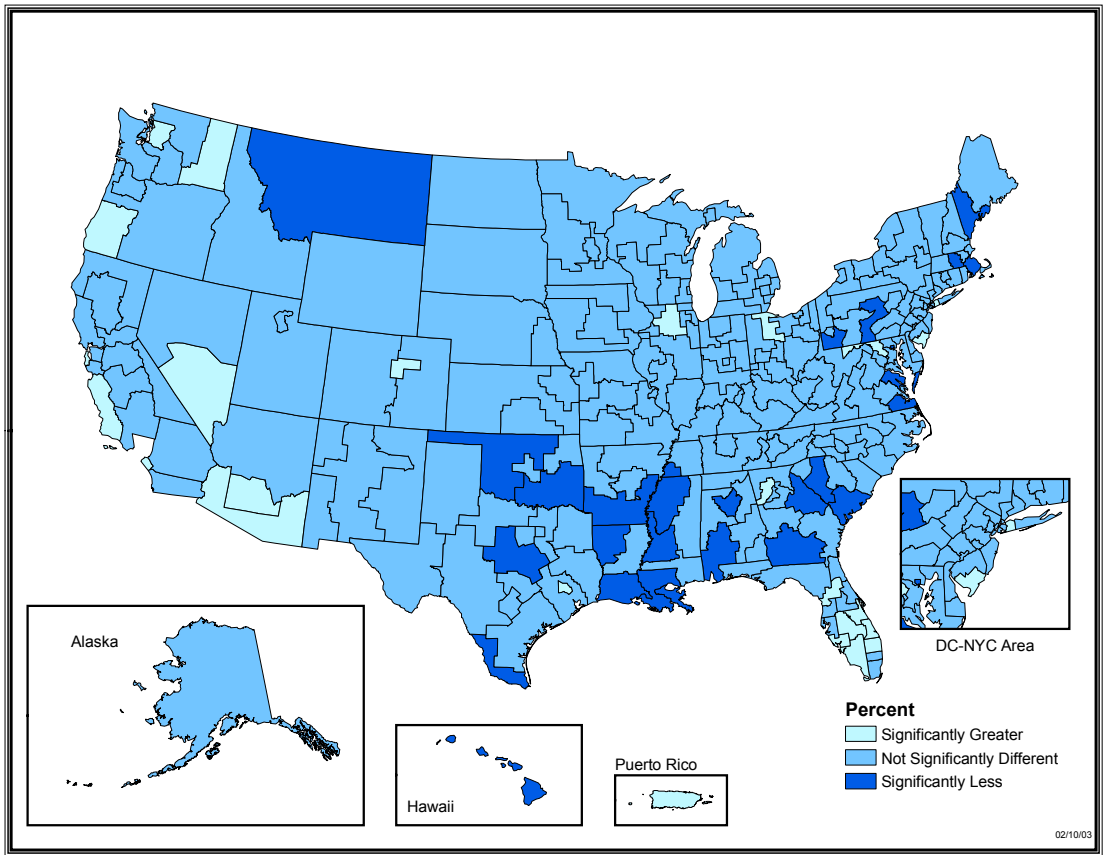 Alaska
Hawaii
Puerto Rico
DC-NYC Area
Percent
Significantly Greater
Not Significantly Different
Significantly Less
02/10/03